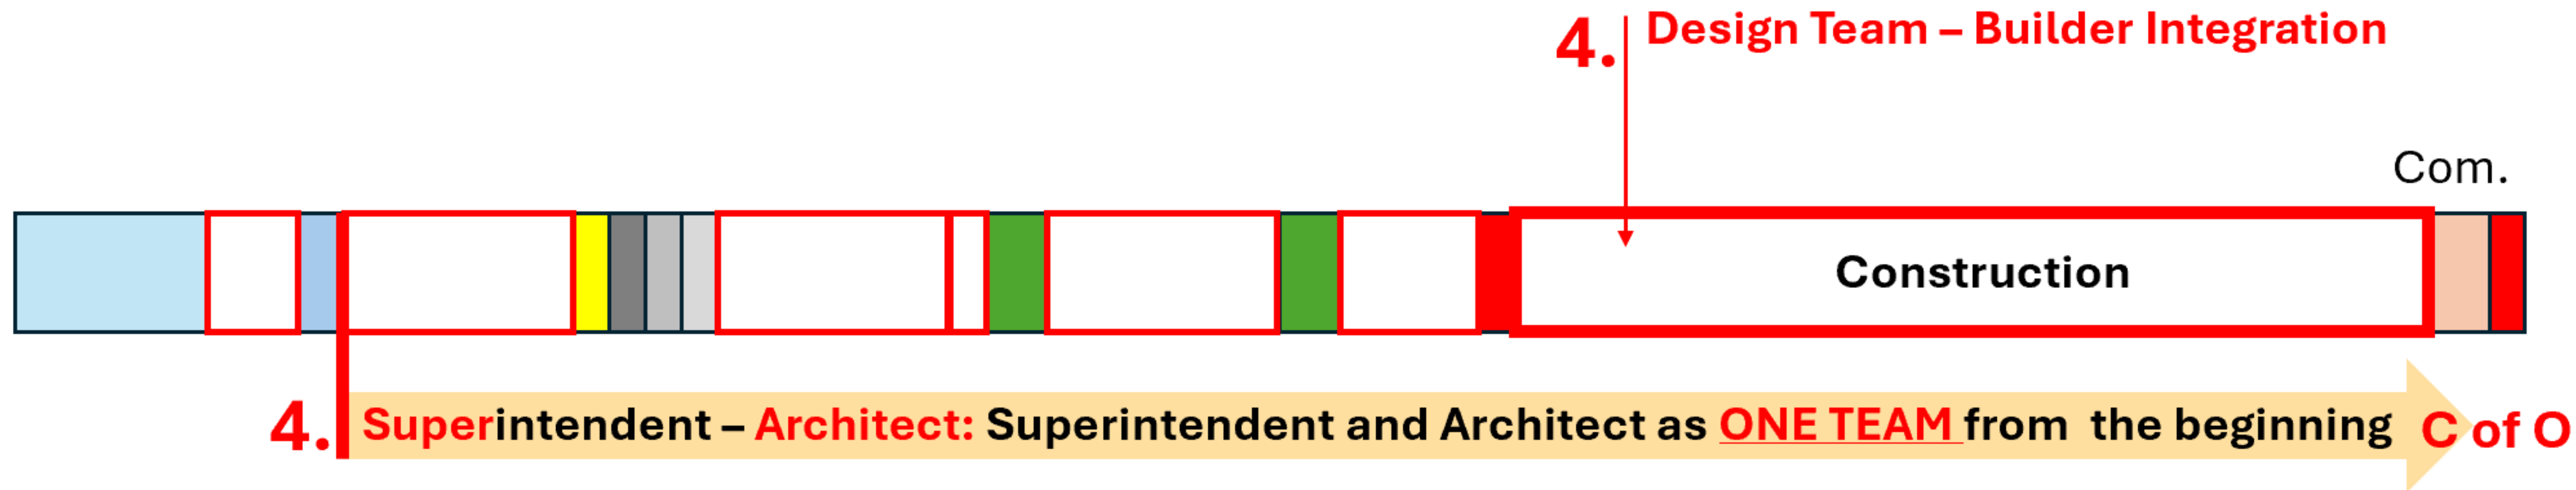 4. Design Team – Builder Integration
Com.
Construction
4. Superintendent – Architect: Superintendent and Architect as ONE TEAM from the beginning C of O